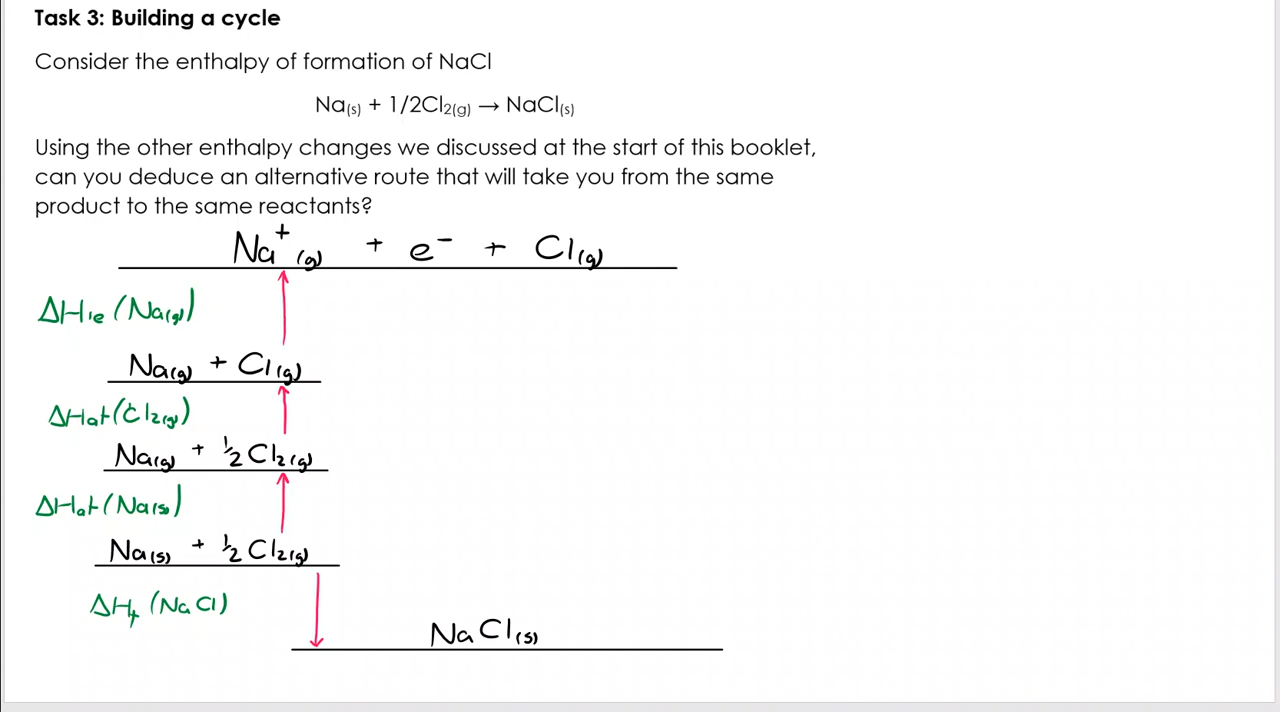 Task 3: Building a cycle
Consider the enthalpy of formation of NaCl
Na(s) + 1/2Cl2(g) → NaCl(s)
Using the other enthalpy changes we discussed at the start of this booklet,
can you deduce an alternative route that will take you from the same
product to the same reactants?
Na⁺(g) + e⁻ + Cl(g)
ΔHie (Na(g))
Na(g) + Cl(g)
ΔHat (Cl2(g))
Na(g) + ½Cl2(g)
ΔHat (Na(s))
Na(s) + ½Cl2(g)
ΔHf (NaCl)
NaCl(s)